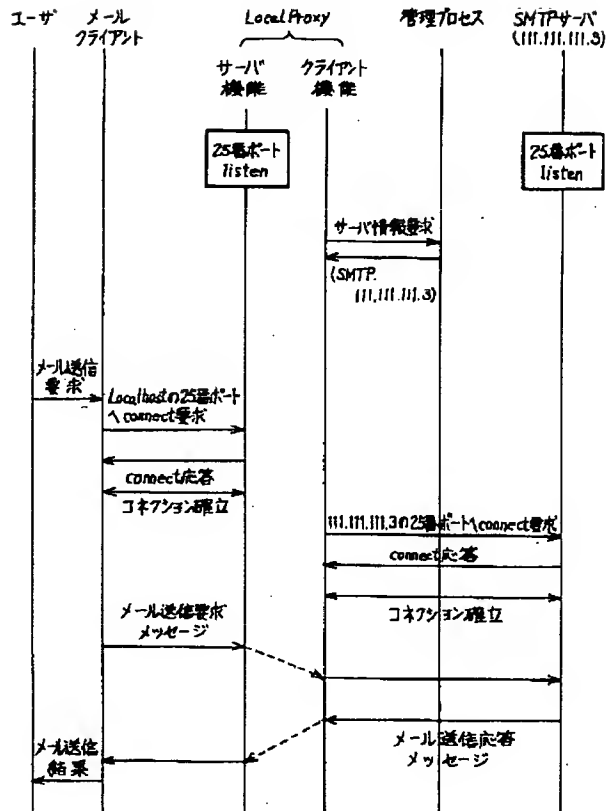 ユーザ
メール
クライアント
LocalProxy
管理プロセス
SMTPサーバ
(111.111.111.3)
サーバ
機能
クライアント
機能
25番ポート
listen
25番ポート
listen
サーバ情報要求
(SMTP.
111.111.111.3)
メール送信
要求
Localhostの25番ポート
へconnect要求
connect応答
コネクション確立
111.111.111.3の25番ポートへconnect要求
connect応答
コネクション確立
メール送信要求
メッセージ
メール送信応答
メッセージ
メール送信
結果